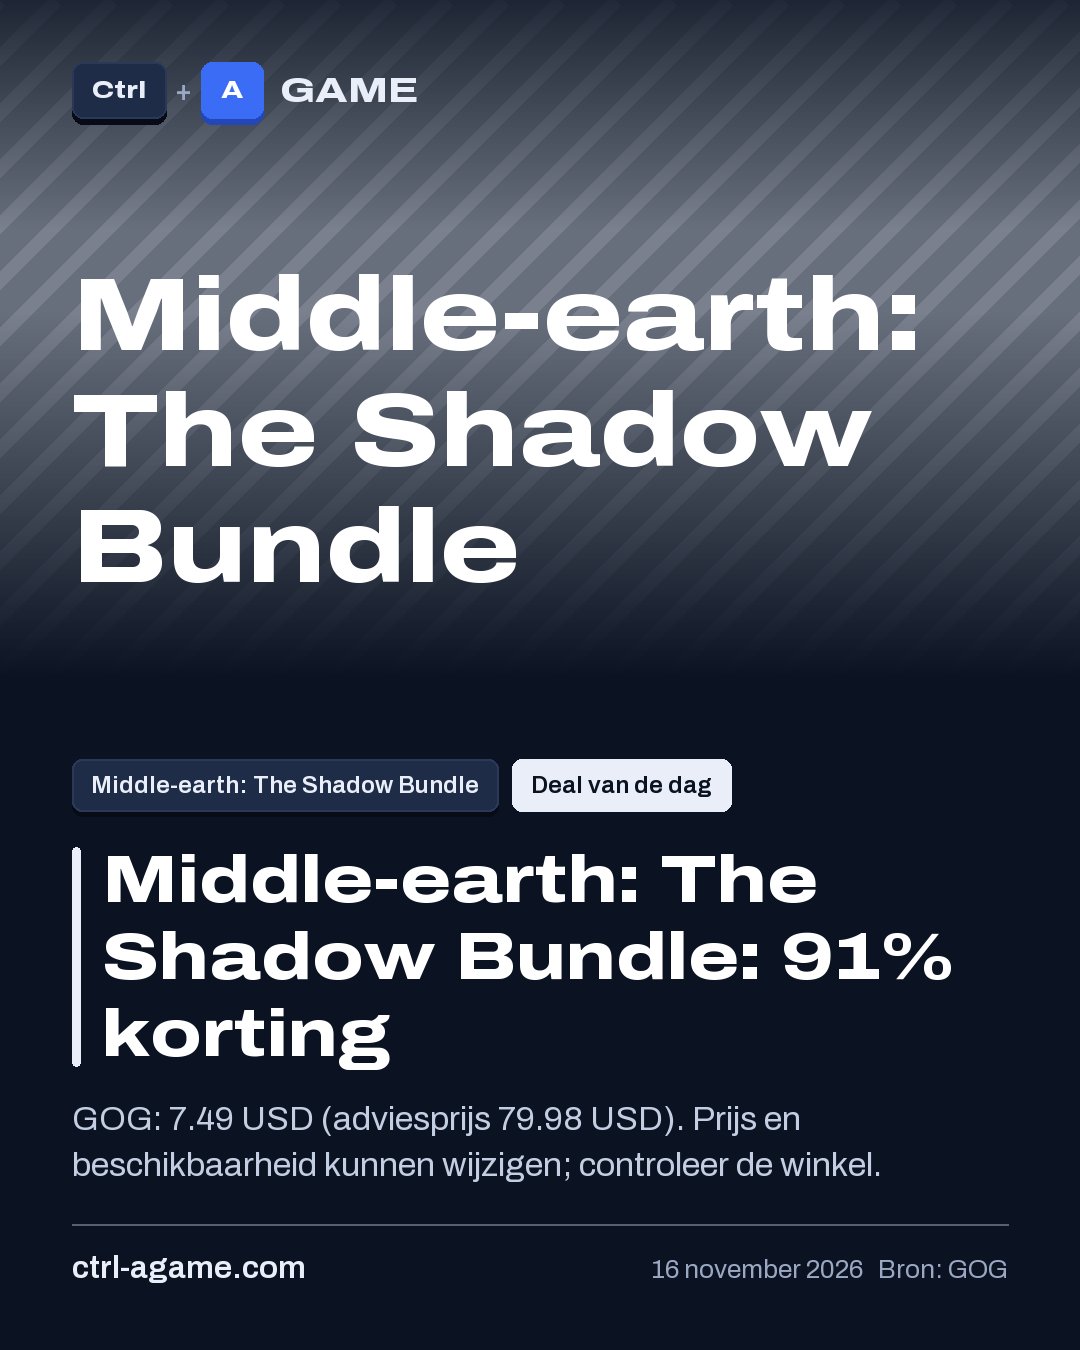 Ctrl + A GAME
Middle-earth:
The Shadow
Bundle
Middle-earth: The Shadow Bundle Deal van de dag
Middle-earth: The
Shadow Bundle: 91%
korting
GOG: 7.49 USD (adviesprijs 79.98 USD). Prijs en
beschikbaarheid kunnen wijzigen; controleer de winkel.
ctrl-agame.com 16 november 2026 Bron: GOG